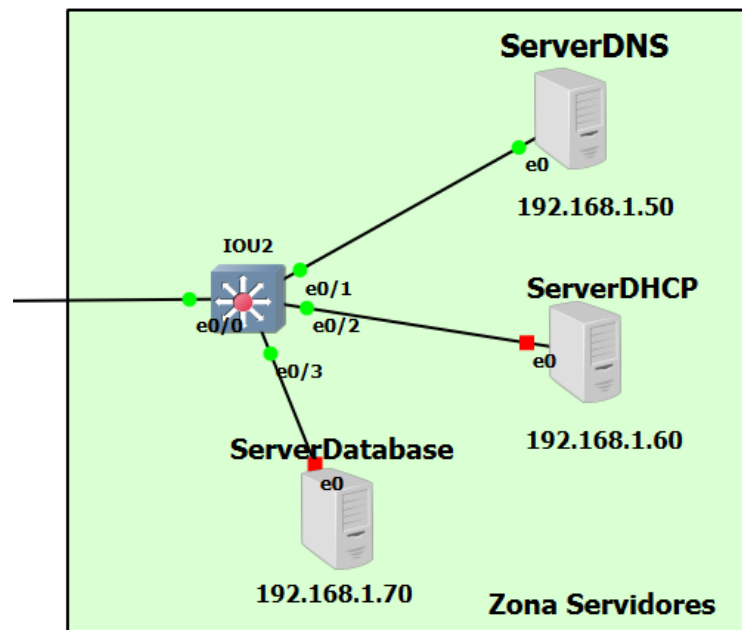 ServerDNS
e0
192.168.1.50
IOU2
e0/1
ServerDHCP
e0/0
e0/2
e0
e0/3
192.168.1.60
ServerDatabase
e0
192.168.1.70
Zona Servidores